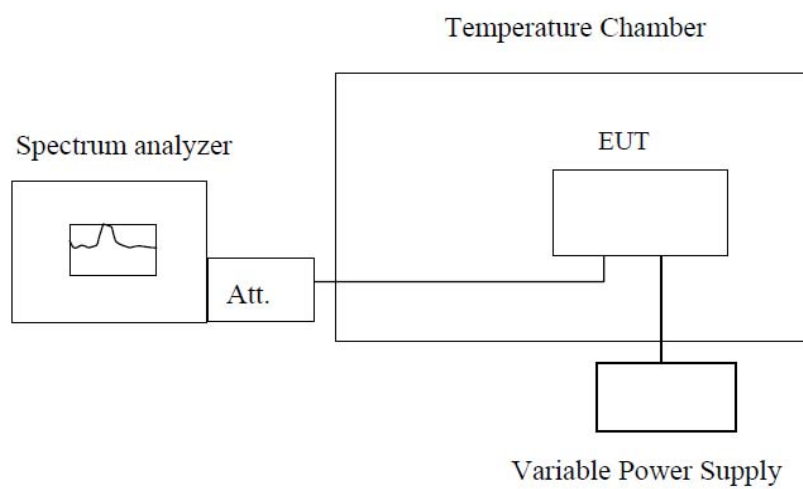 Temperature Chamber
Spectrum analyzer
EUT
Att.
Variable Power Supply